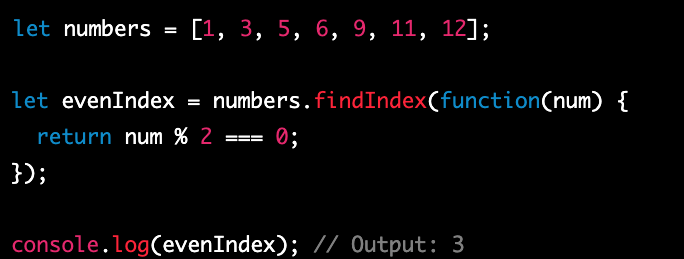 let numbers = [1, 3, 5, 6, 9, 11, 12];
let evenIndex = numbers.findIndex(function(num) {
  return num % 2 === 0;
});
console.log(evenIndex); // Output: 3